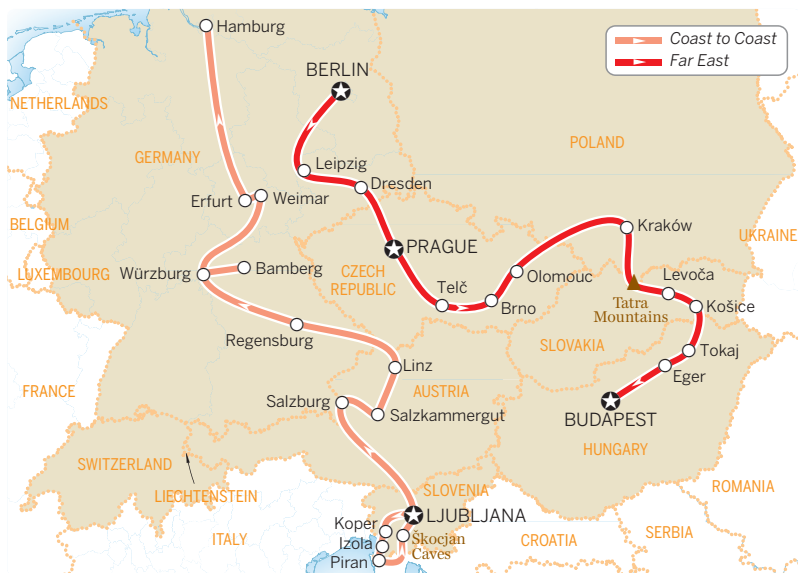 Hamburg
Coast to Coast
Far East
BERLIN
NETHERLANDS
POLAND
GERMANY
Leipzig
Dresden
Erfurt
Weimar
BELGIUM
Kraków
UKRAINE
PRAGUE
LUXEMBOURG
Würzburg
Bamberg
CZECH
REPUBLIC
Olomouc
Levoča
Telč
Brno
Tatra
Mountains
Košice
Regensburg
SLOVAKIA
Tokaj
Linz
Eger
FRANCE
AUSTRIA
Salzburg
Salzkammergut
BUDAPEST
HUNGARY
SWITZERLAND
LIECHTENSTEIN
SLOVENIA
ROMANIA
LJUBLJANA
Koper
Izola
Piran
Škocjan
Caves
ITALY
CROATIA
SERBIA